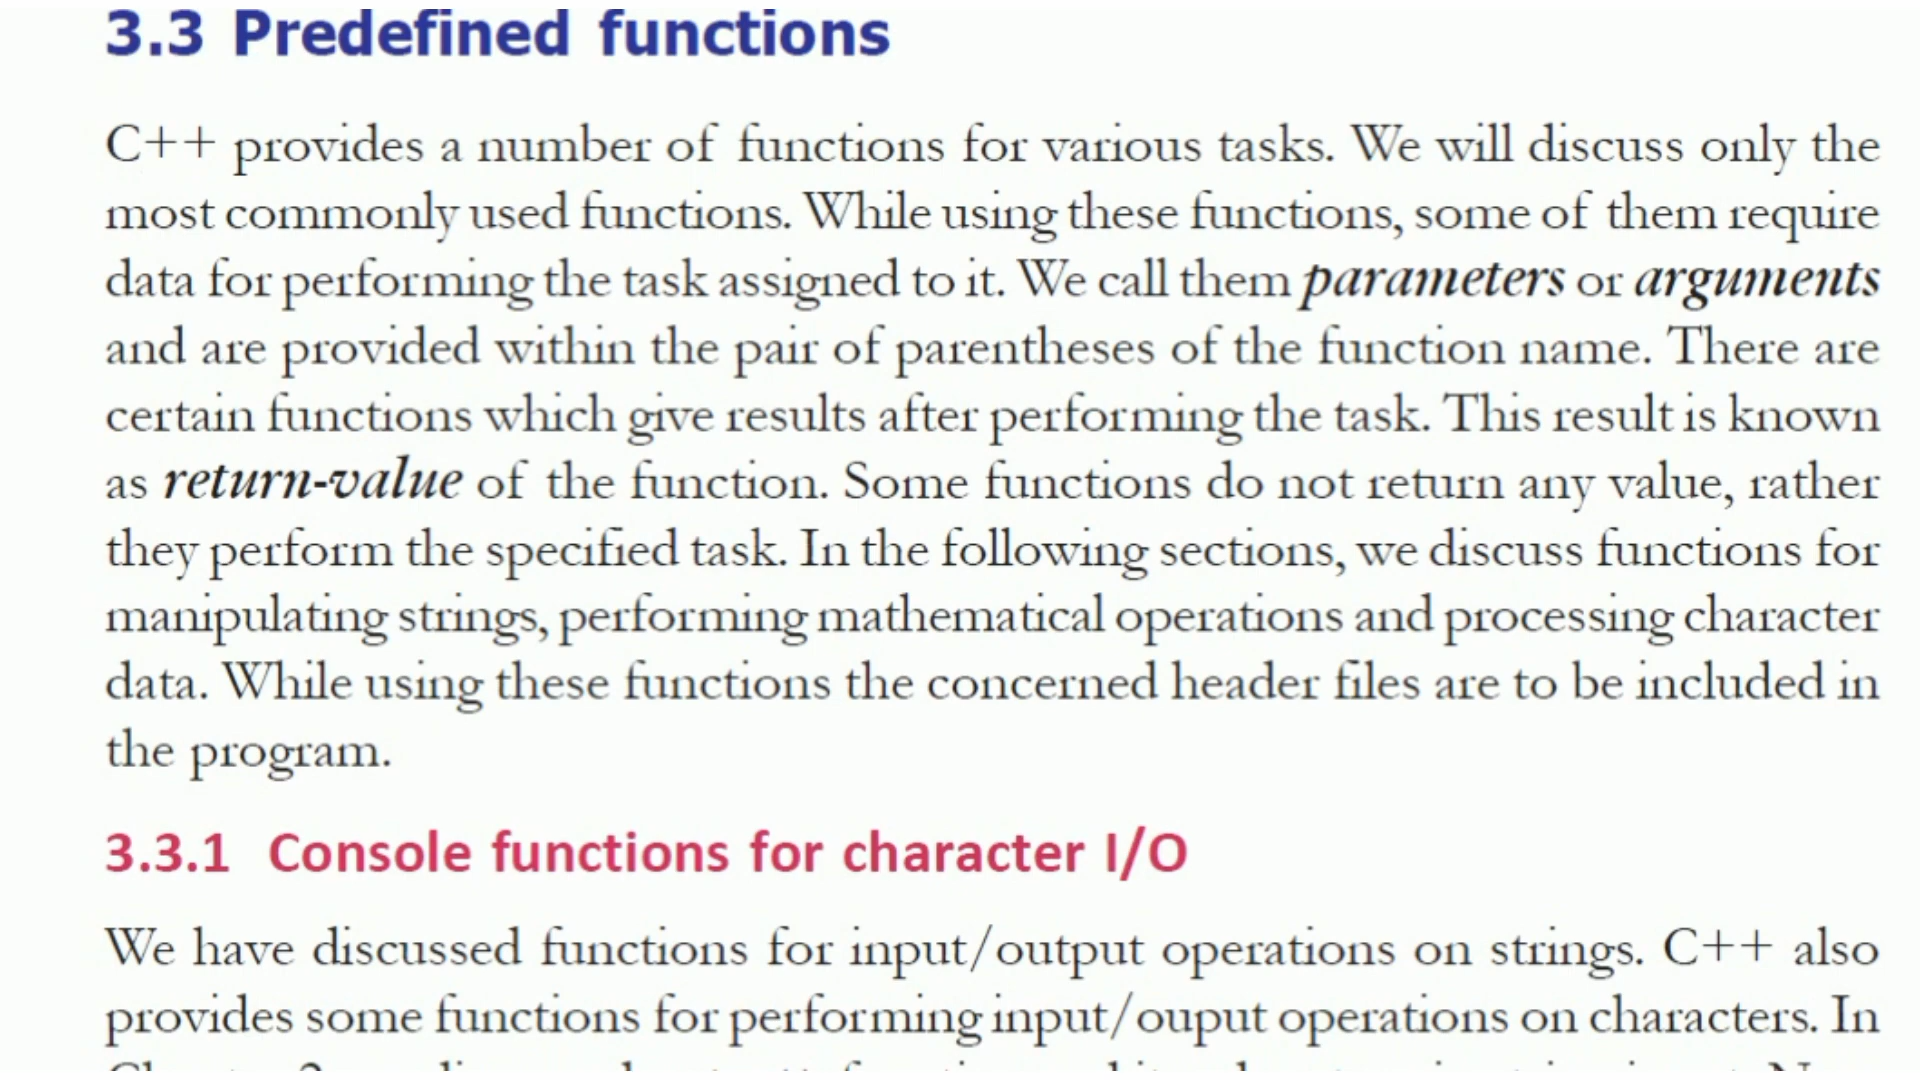 3.3 Predefined functions
C++ provides a number of functions for various tasks. We will discuss only the
most commonly used functions. While using these functions, some of them require
data for performing the task assigned to it. We call them parameters or arguments
and are provided within the pair of parentheses of the function name. There are
certain functions which give results after performing the task. This result is known
as return-value of the function. Some functions do not return any value, rather
they perform the specified task. In the following sections, we discuss functions for
manipulating strings, performing mathematical operations and processing character
data. While using these functions the concerned header files are to be included in
the program.
3.3.1 Console functions for character I/O
We have discussed functions for input/output operations on strings. C++ also
provides some functions for performing input/ouput operations on characters. In